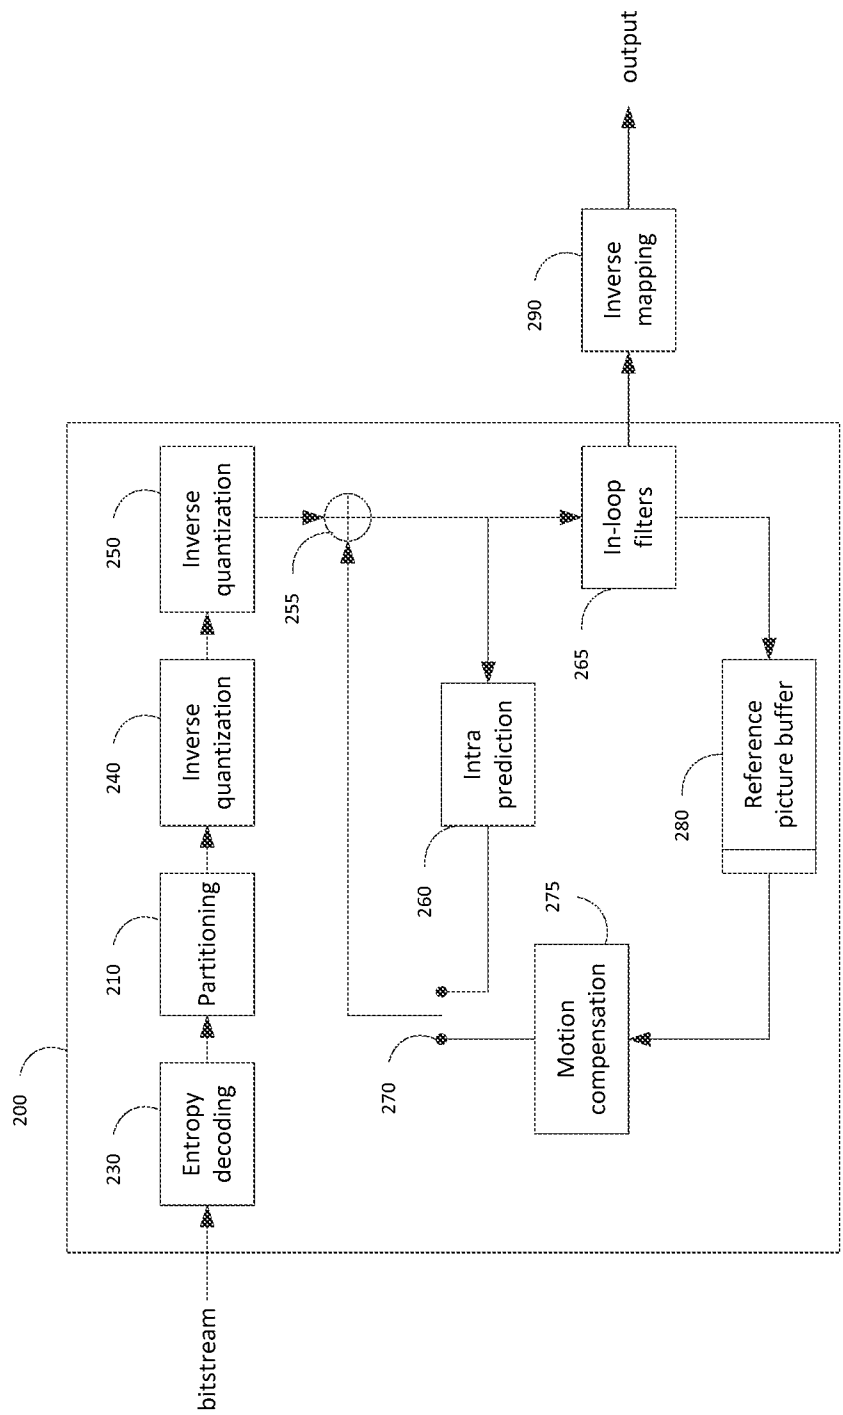 200
bitstream
230
Entropy
decoding
210
Partitioning
240
Inverse
quantization
250
Inverse
quantization
255
270
260
Intra
prediction
275
Motion
compensation
265
In-loop
filters
280
Reference
picture buffer
290
Inverse
mapping
output